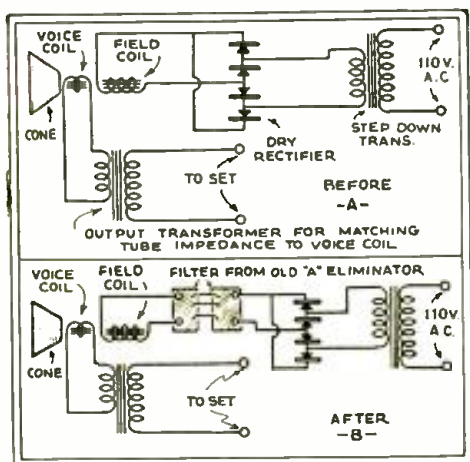 VOICE
COIL
FIELD
COIL
110V.
A.C
CONE
DRY
RECTIFIER
STEP DOWN
TRANS.
TO SET
BEFORE
-A-
OUTPUT TRANSFORMER FOR MATCHING
TUBE IMPEDANCE TO VOICE COIL
VOICE
COIL
FIELD
COIL
FILTER FROM OLD "A" ELIMINATOR
110V.
A.C.
CONE
TO SET
AFTER
-B-